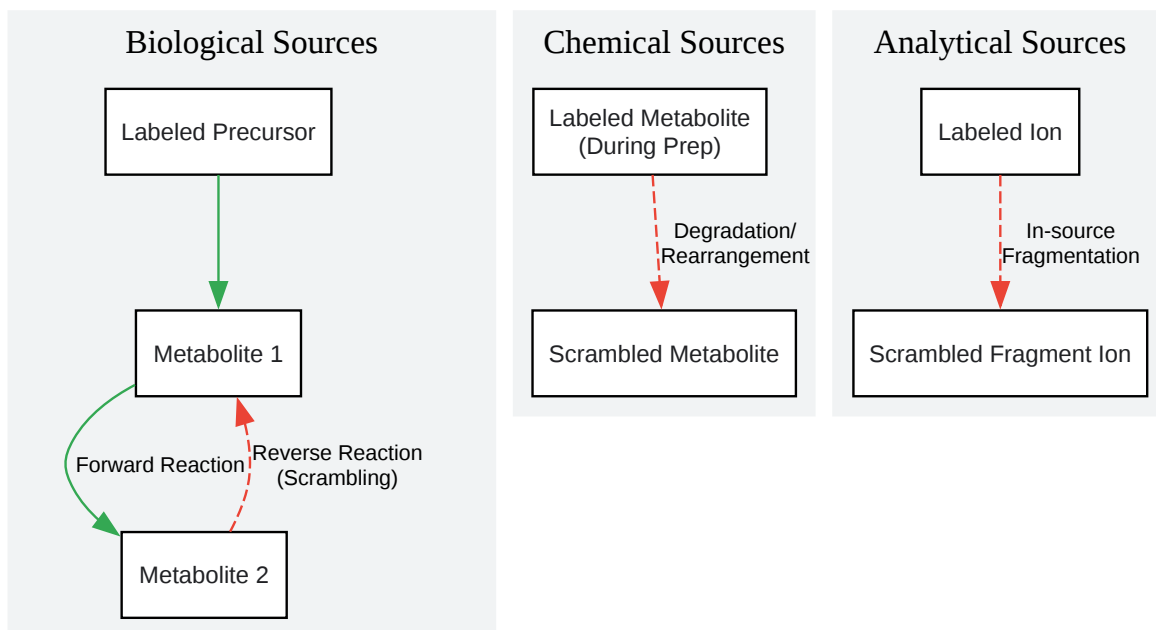 Biological Sources
Labeled Precursor
Metabolite 1
Forward Reaction
Reverse Reaction
(Scrambling)
Metabolite 2
Chemical Sources
Labeled Metabolite
(During Prep)
Degradation/
Rearrangement
Scrambled Metabolite
Analytical Sources
Labeled Ion
In-source
Fragmentation
Scrambled Fragment Ion